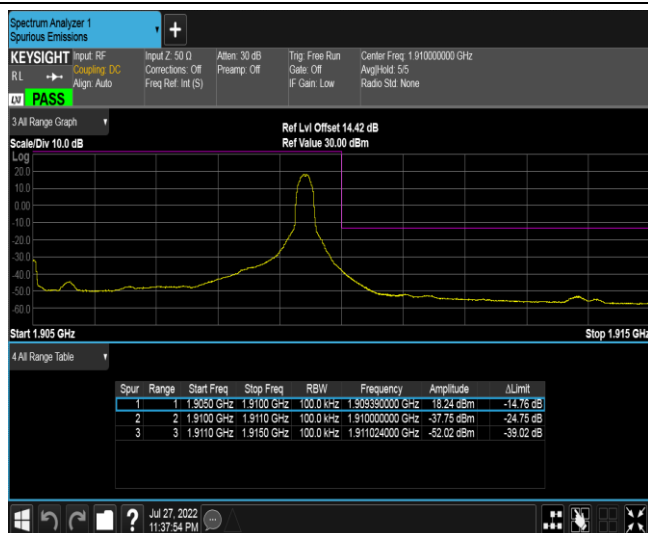 Spectrum Analyzer 1
Spurious Emissions
+
KEYSIGHT Input: RF Input Z: 50 Ω Atten: 30 dB Trig: Free Run Center Freq: 1.910000000 GHz
RL Coupling: DC Corrections: Off Preamp: Off Gate: Off Avg|Hold: 5/5
Align: Auto Freq Ref: Int (S) IF Gain: Low Radio Std: None
LXI PASS
3 All Range Graph
Ref Lvl Offset 14.42 dB
Scale/Div 10.0 dB Ref Value 30.00 dBm
Log
20.0
10.0
0.00
-10.0
-20.0
-30.0
-40.0
-50.0
-60.0
Start 1.905 GHz Stop 1.915 GHz
4 All Range Table
Spur Range Start Freq Stop Freq RBW Frequency Amplitude ΔLimit
1 1 1.9050 GHz 1.9100 GHz 100.0 kHz 1.909390000 GHz 18.24 dBm -14.76 dB
2 2 1.9100 GHz 1.9110 GHz 100.0 kHz 1.910000000 GHz -37.75 dBm -24.75 dB
3 3 1.9110 GHz 1.9150 GHz 100.0 kHz 1.911024000 GHz -52.02 dBm -39.02 dB
? Jul 27, 2022
11:37:54 PM